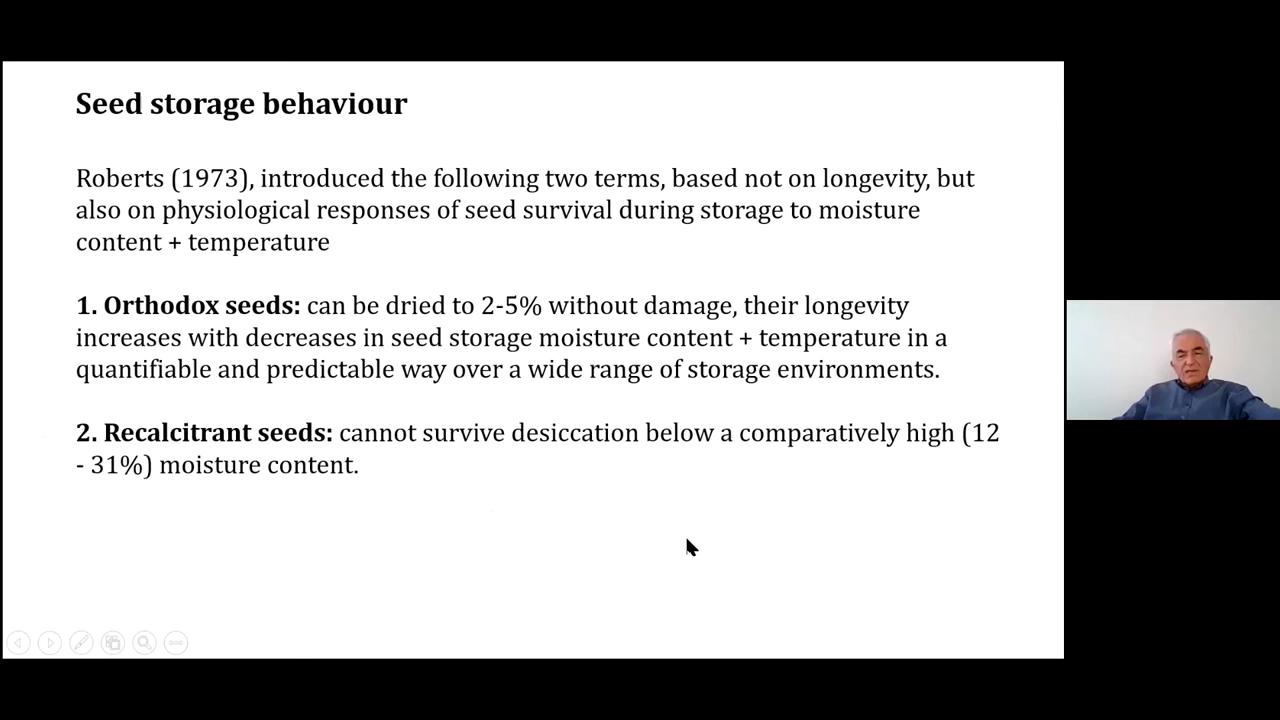 Seed storage behaviour
Roberts (1973), introduced the following two terms, based not on longevity, but
also on physiological responses of seed survival during storage to moisture
content + temperature
1. Orthodox seeds: can be dried to 2-5% without damage, their longevity
increases with decreases in seed storage moisture content + temperature in a
quantifiable and predictable way over a wide range of storage environments.
2. Recalcitrant seeds: cannot survive desiccation below a comparatively high (12
- 31%) moisture content.